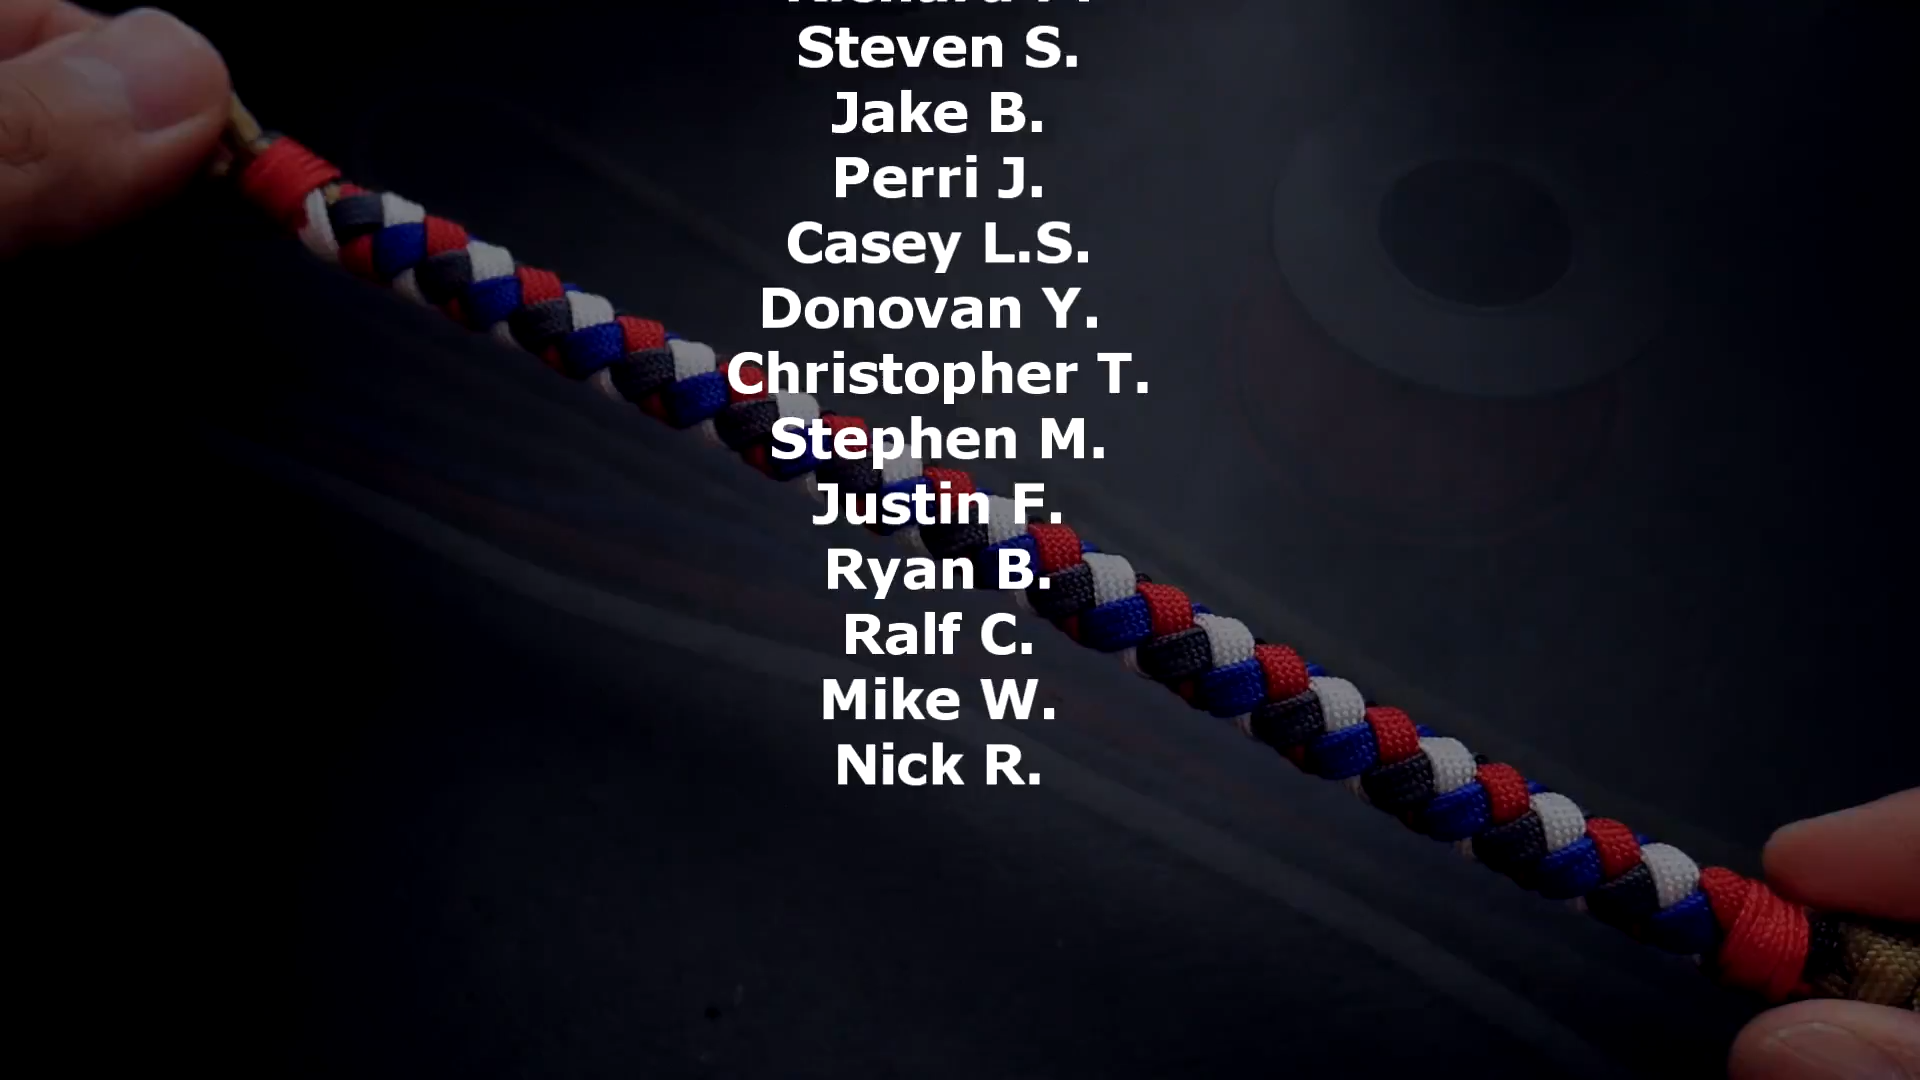 Steven S.
Jake B.
Perri J.
Casey L.S.
Donovan Y.
Christopher T.
Stephen M.
Justin F.
Ryan B.
Ralf C.
Mike W.
Nick R.